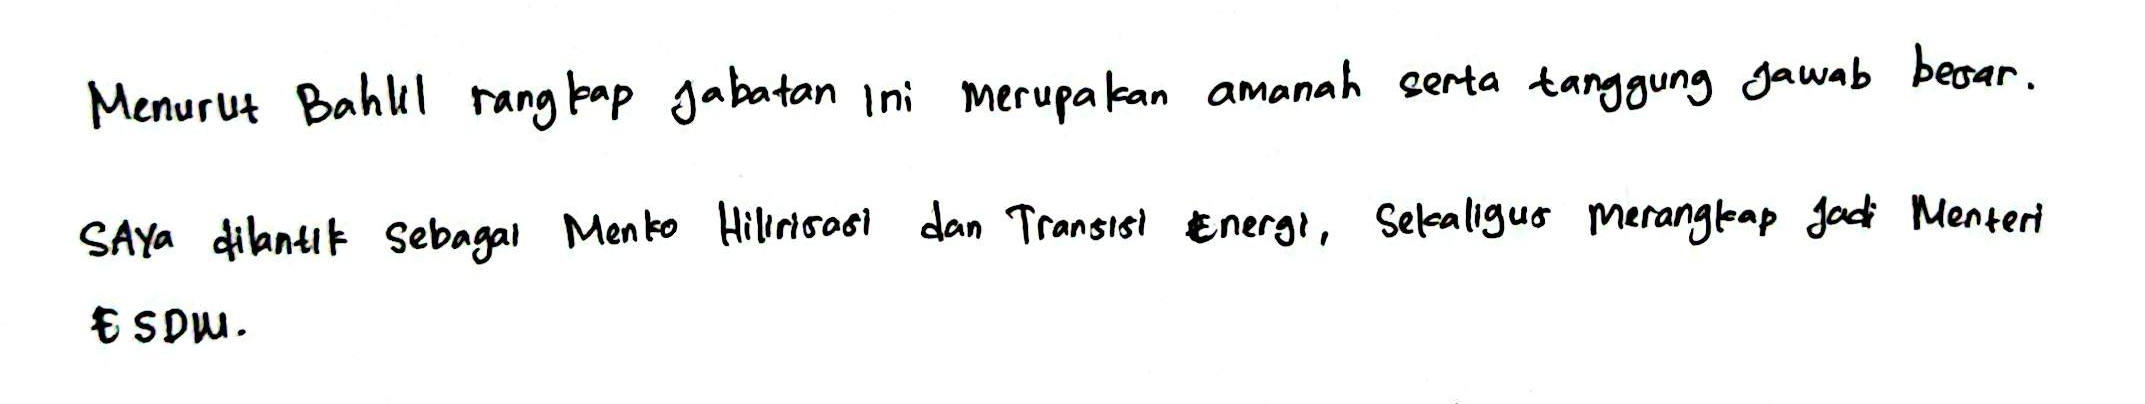 Menurut Bahlil rangkap jabatan ini merupakan amanah serta tanggung jawab besar.
SAYa dilantik sebagai Menko Hilirisasi dan Transisi Energi, Sekaligus merangkap jadi Menteri
ESDM.